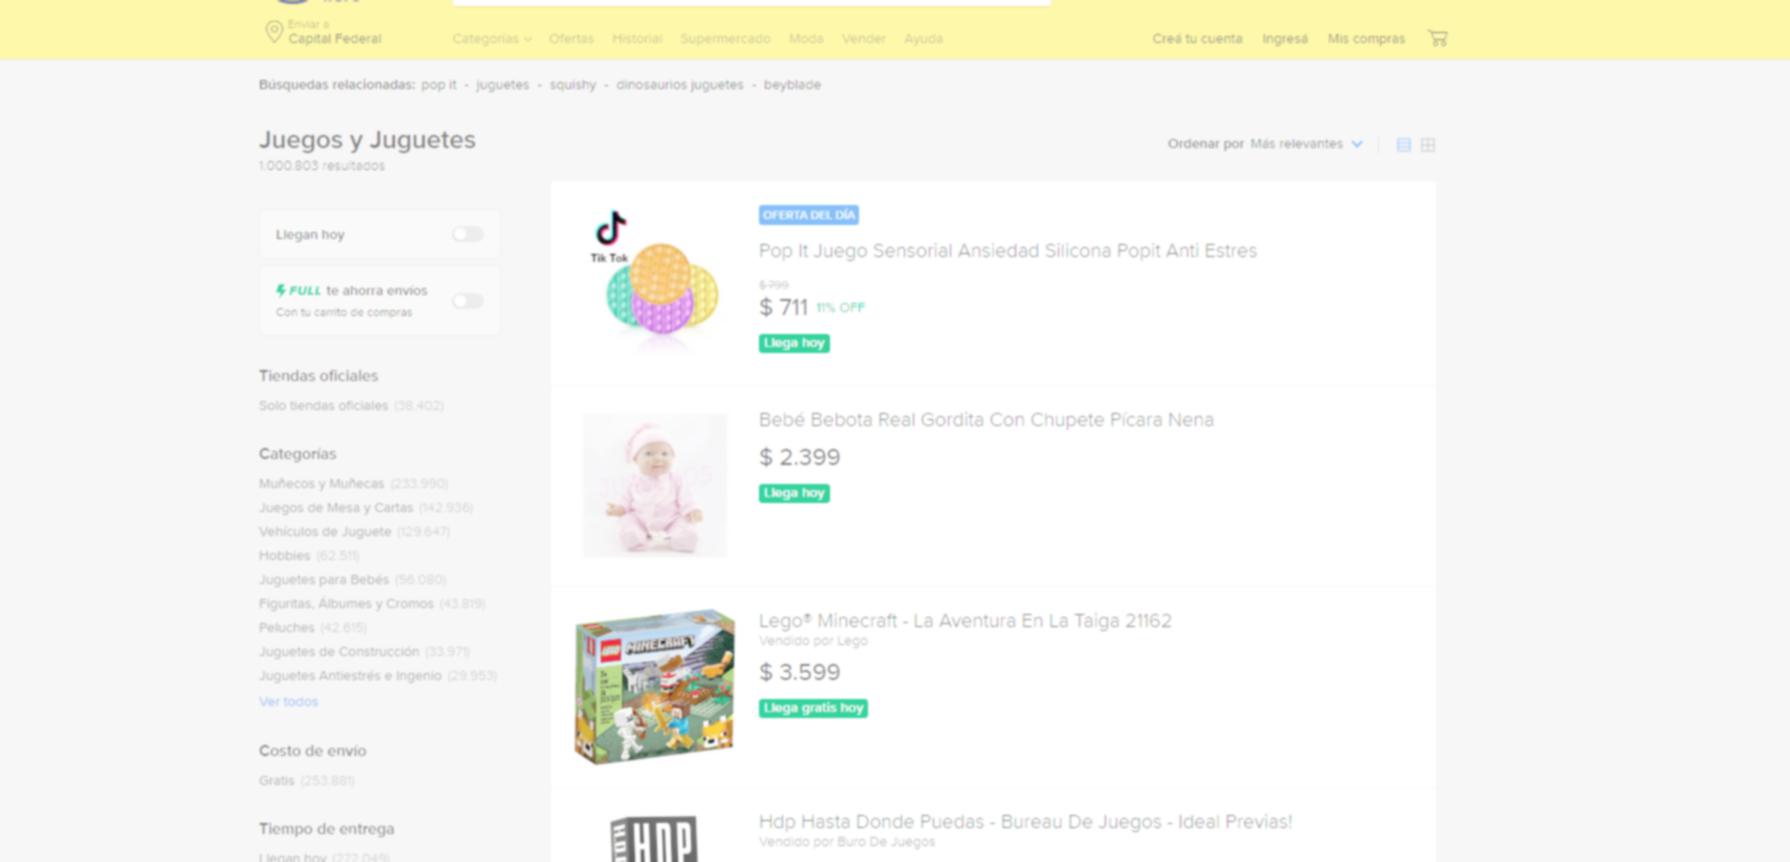 Enviar a
Capital Federal
Categorías Ofertas Historial Supermercado Moda Vender Ayuda
Creá tu cuenta Ingresá Mis compras
Búsquedas relacionadas: pop it - juguetes - squishy - dinosaurios juguetes - beyblade
Juegos y Juguetes
1.000.803 resultados
Ordenar por Más relevantes
Llegan hoy
FULL te ahorra envíos
Con tu carrito de compras
Tiendas oficiales
Solo tiendas oficiales (38.402)
Categorías
Muñecos y Muñecas (233.990)
Juegos de Mesa y Cartas (142.936)
Vehículos de Juguete (129.647)
Hobbies (62.511)
Juguetes para Bebés (56.080)
Figuritas, Álbumes y Cromos (43.819)
Peluches (42.615)
Juguetes de Construcción (33.971)
Juguetes Antiestrés e Ingenio (29.953)
Ver todos
Costo de envío
Gratis (253.881)
Tiempo de entrega
Llegan hoy (272.049)
Tik Tok
OFERTA DEL DÍA
Pop It Juego Sensorial Ansiedad Silicona Popit Anti Estres
$ 799
$ 711 11% OFF
Llega hoy
Bebé Bebota Real Gordita Con Chupete Pícara Nena
$ 2.399
Llega hoy
LEGO MINECRAFT
Lego® Minecraft - La Aventura En La Taiga 21162
Vendido por Lego
$ 3.599
Llega gratis hoy
HDP
Hdp Hasta Donde Puedas - Bureau De Juegos - Ideal Previas!
Vendido por Buro De Juegos